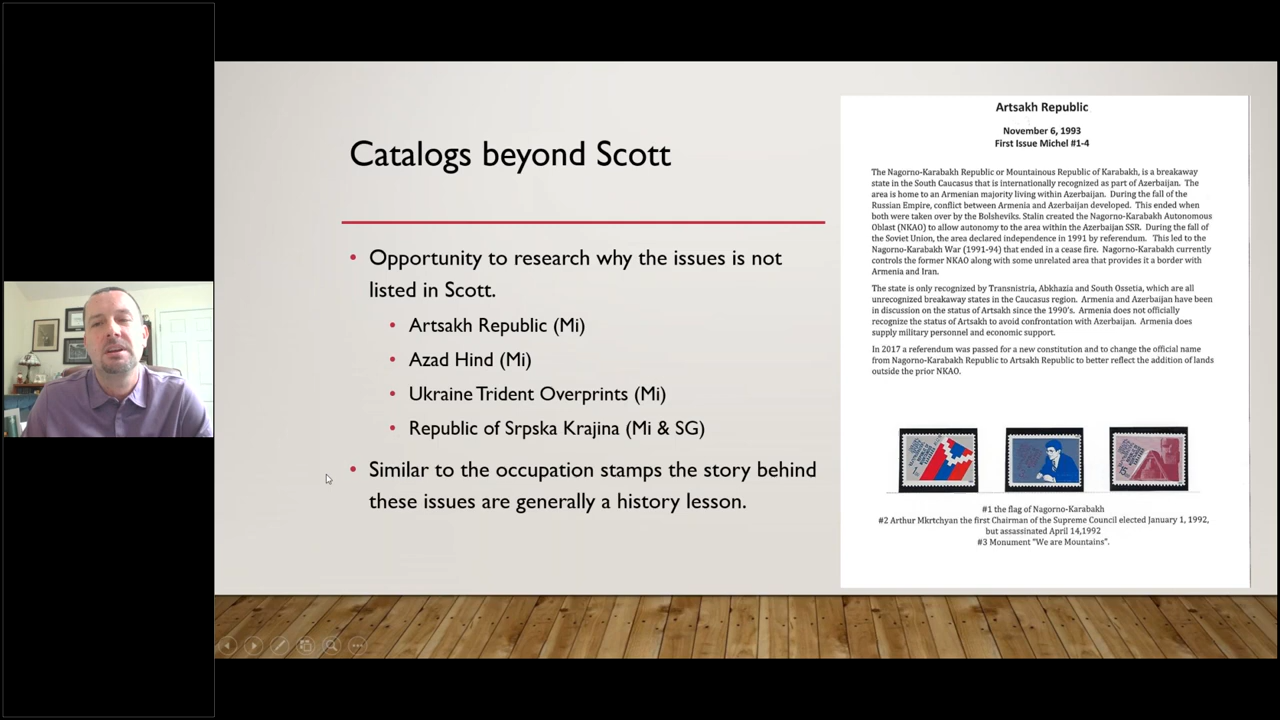 Catalogs beyond Scott
• Opportunity to research why the issues is not
listed in Scott.
• Artsakh Republic (Mi)
• Azad Hind (Mi)
• Ukraine Trident Overprints (Mi)
• Republic of Srpska Krajina (Mi & SG)
• Similar to the occupation stamps the story behind
these issues are generally a history lesson.
Artsakh Republic
November 6, 1993
First Issue Michel #1-4
The Nagorno-Karabakh Republic or Mountainous Republic of Karabakh, is a breakaway
state in the South Caucasus that is internationally recognized as part of Azerbaijan. The
area is home to an Armenian majority living within Azerbaijan. During the fall of the
Russian Empire, conflict between Armenia and Azerbaijan developed. This ended when
both were taken over by the Bolsheviks. Stalin created the Nagorno-Karabakh Autonomous
Oblast (NKAO) to allow autonomy to the area within the Azerbaijan SSR. During the fall of
the Soviet Union, the area declared independence in 1991 by referendum. This led to the
Nagorno-Karabakh War (1991-94) that ended in a cease fire. Nagorno-Karabakh currently
controls the former NKAO along with some unrelated area that provides it a border with
Armenia and Iran.
The state is only recognized by Transnistria, Abkhazia and South Ossetia, which are all
unrecognized breakaway states in the Caucasus region. Armenia and Azerbaijan have been
in discussion on the status of Artsakh since the 1990's. Armenia does not officially
recognize the status of Artsakh to avoid confrontation with Azerbaijan. Armenia does
supply military personnel and economic support.
In 2017 a referendum was passed for a new constitution and to change the official name
from Nagorno-Karabakh Republic to Artsakh Republic to better reflect the addition of lands
outside the prior NKAO.
#1 the flag of Nagorno-Karabakh
#2 Arthur Mkrtchyan the first Chairman of the Supreme Council elected January 1, 1992,
but assassinated April 14,1992
#3 Monument "We are Mountains".